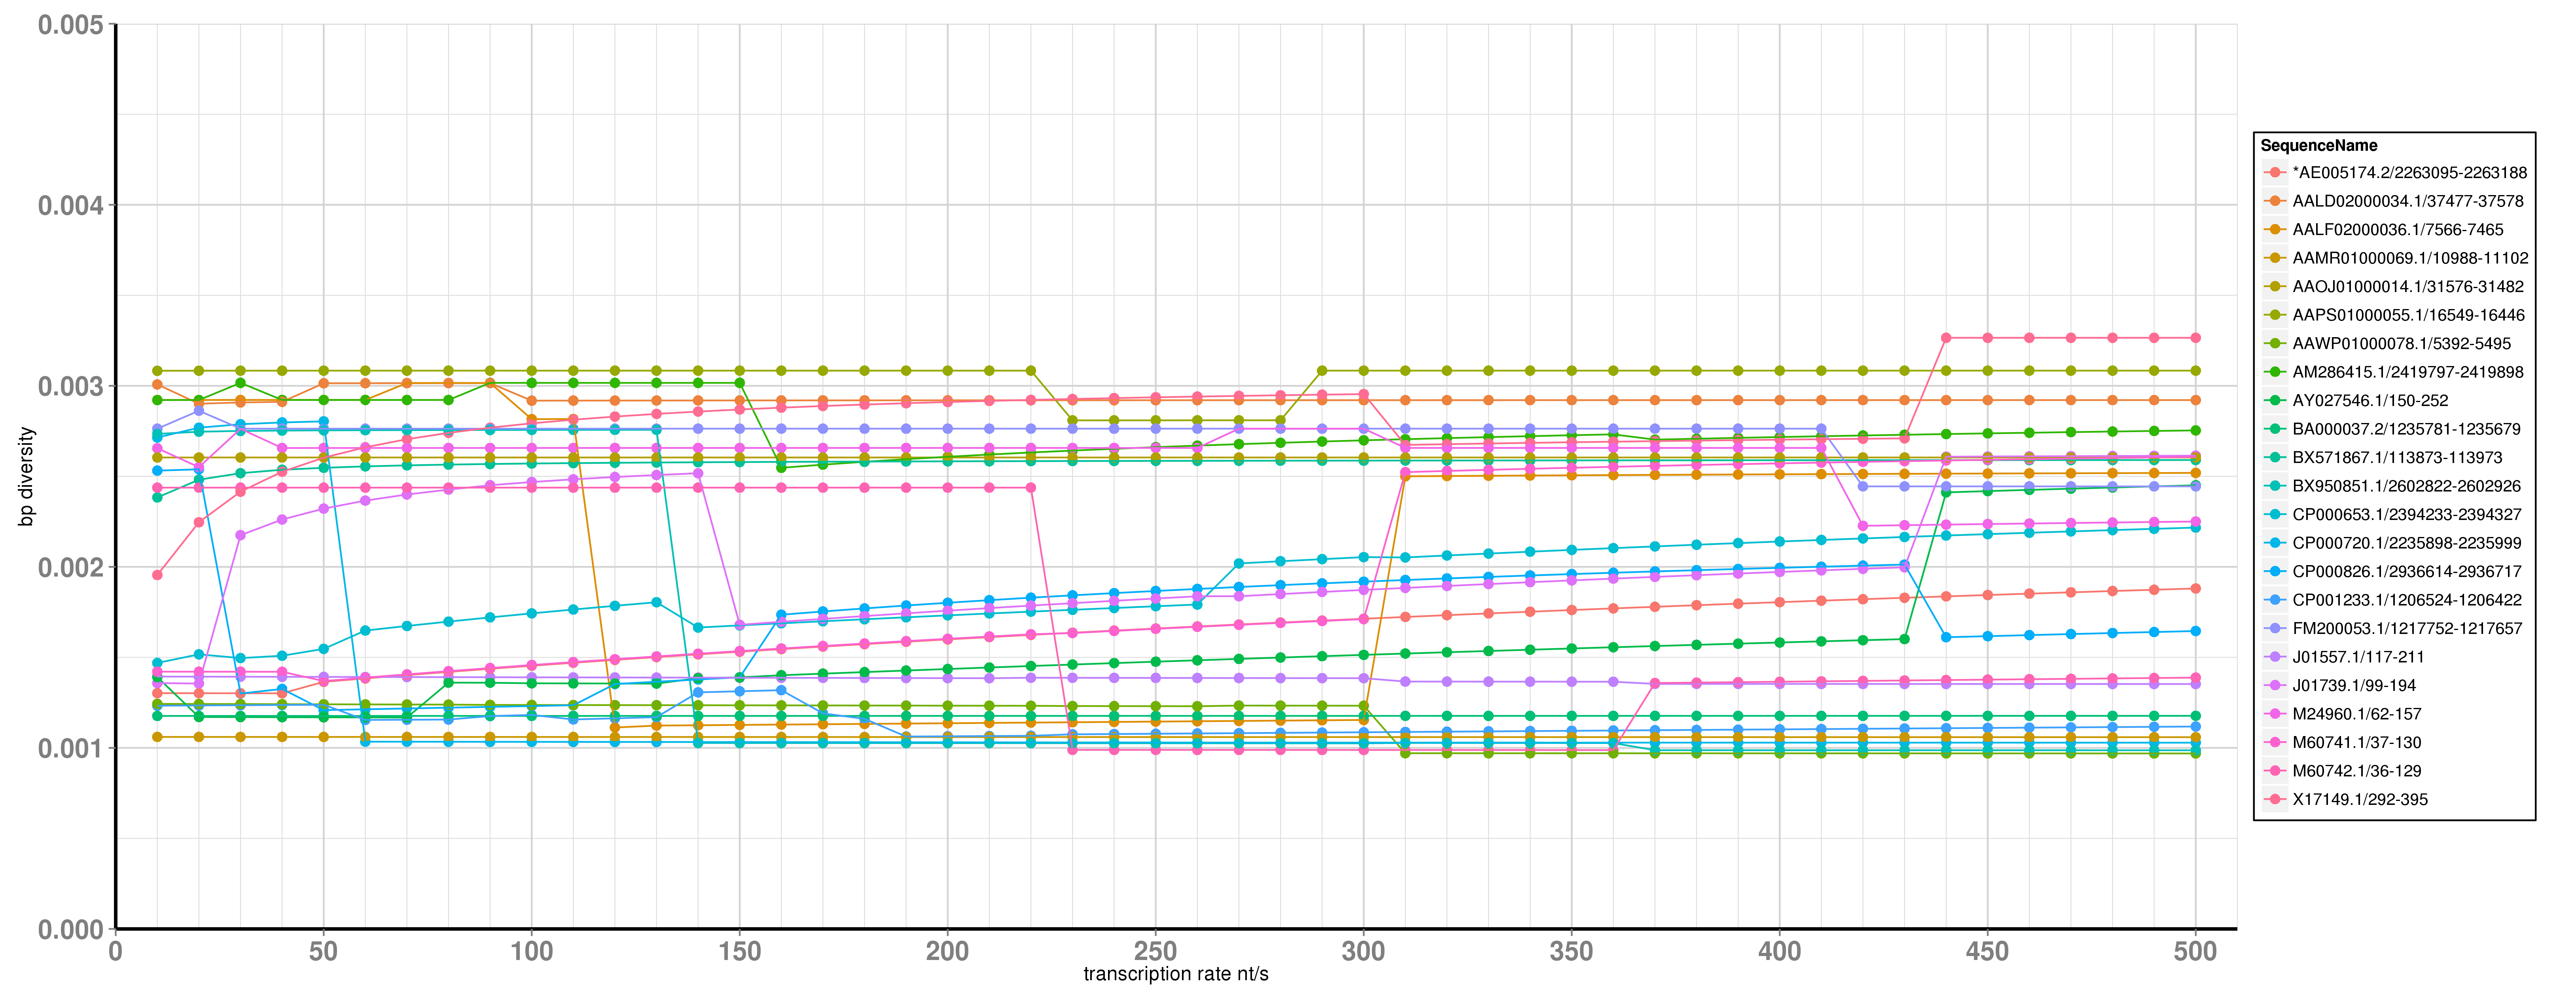 0.005
0.004
0.003
0.002
0.001
0.000
bp diversity
0 50 100 150 200 250 300 350 400 450 500
transcription rate nt/s
SequenceName
*AE005174.2/2263095-2263188
AALD02000034.1/37477-37578
AALF02000036.1/7566-7465
AAMR01000069.1/10988-11102
AAOJ01000014.1/31576-31482
AAPS01000055.1/16549-16446
AAWP01000078.1/5392-5495
AM286415.1/2419797-2419898
AY027546.1/150-252
BA000037.2/1235781-1235679
BX571867.1/113873-113973
BX950851.1/2602822-2602926
CP000653.1/2394233-2394327
CP000720.1/2235898-2235999
CP000826.1/2936614-2936717
CP001233.1/1206524-1206422
FM200053.1/1217752-1217657
J01557.1/117-211
J01739.1/99-194
M24960.1/62-157
M60741.1/37-130
M60742.1/36-129
X17149.1/292-395